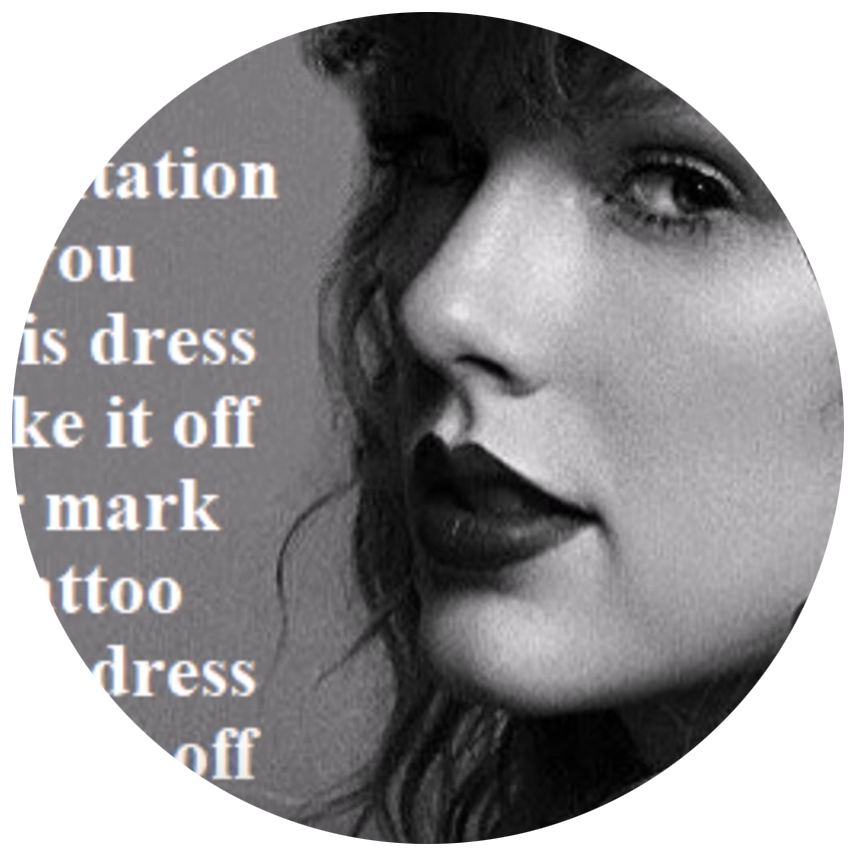 tation
you
is dress
ke it off
mark
attoo
dress
off